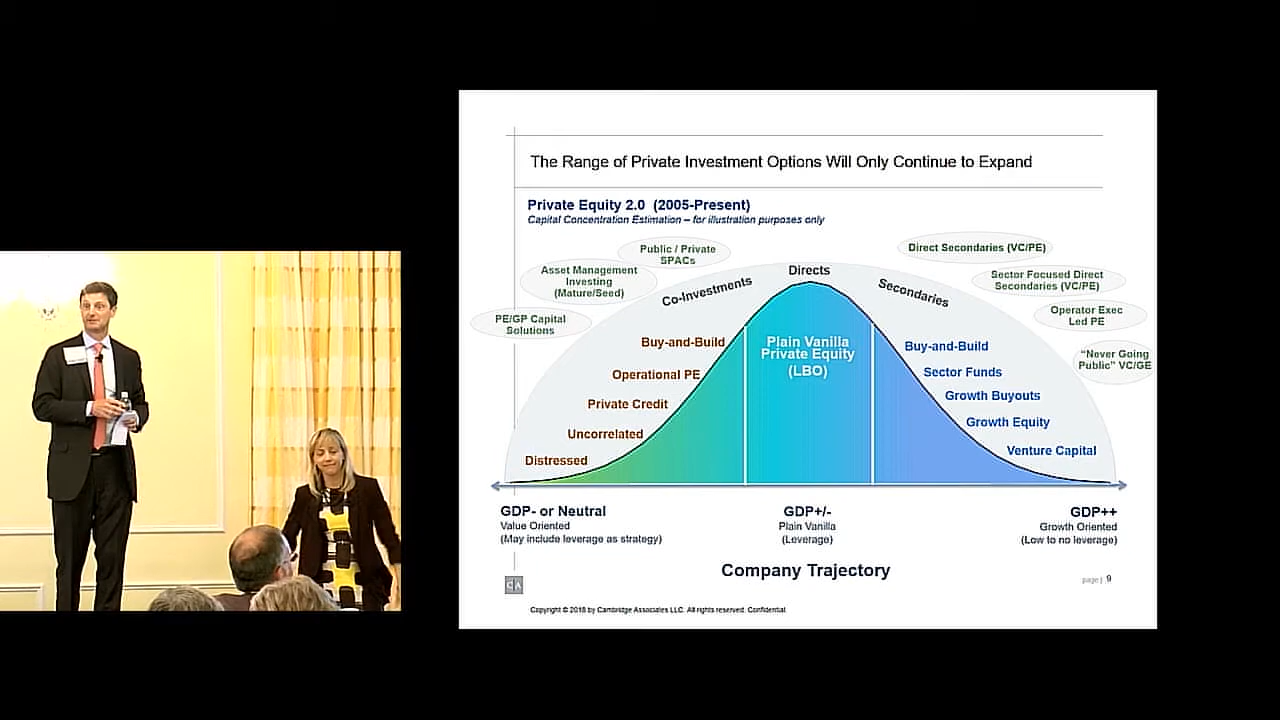 The Range of Private Investment Options Will Only Continue to Expand
Private Equity 2.0 (2005-Present)
Capital Concentration Estimation – for illustration purposes only
Public / Private
SPACs
Direct Secondaries (VC/PE)
Asset Management
Investing
(Mature/Seed)
Co-Investments
Directs
Secondaries
Sector Focused Direct
Secondaries (VC/PE)
PE/GP Capital
Solutions
Operator Exec
Led PE
"Never Going
Public" VC/GE
Buy-and-Build
Operational PE
Private Credit
Uncorrelated
Distressed
Plain Vanilla
Private Equity
(LBO)
Buy-and-Build
Sector Funds
Growth Buyouts
Growth Equity
Venture Capital
GDP- or Neutral
Value Oriented
(May include leverage as strategy)
GDP+/-
Plain Vanilla
(Leverage)
GDP++
Growth Oriented
(Low to no leverage)
Company Trajectory
CA
page | 9
Copyright © 2018 by Cambridge Associates LLC. All rights reserved. Confidential.